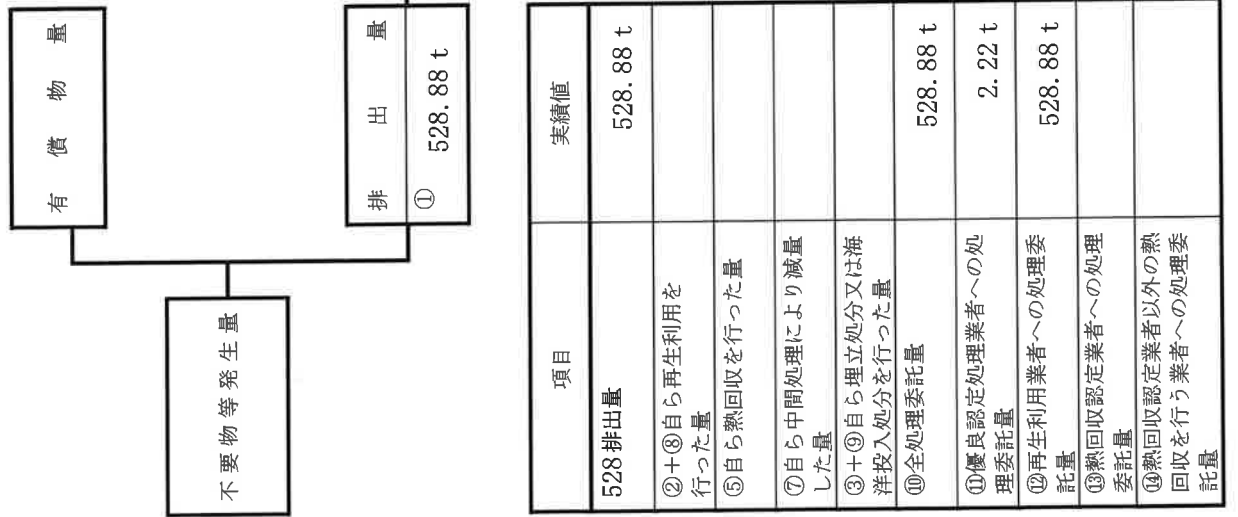 不要物等発生量
有償物量
排出量
①
528.88 t
項目
実績値
528排出量
528.88 t
②+⑧自ら再生利用を
行った量
⑤自ら熱回収を行った量
⑦自ら中間処理により減量
した量
③+⑨自ら埋立処分又は海
洋投入処分を行った量
⑩全処理委託量
528.88 t
⑪優良認定処理業者への処
理委託量
2.22 t
⑫再生利用業者への処理委
託量
528.88 t
⑬熱回収認定業者への処理
委託量
⑭熱回収認定業者以外の熱
回収を行う業者への処理委
託量